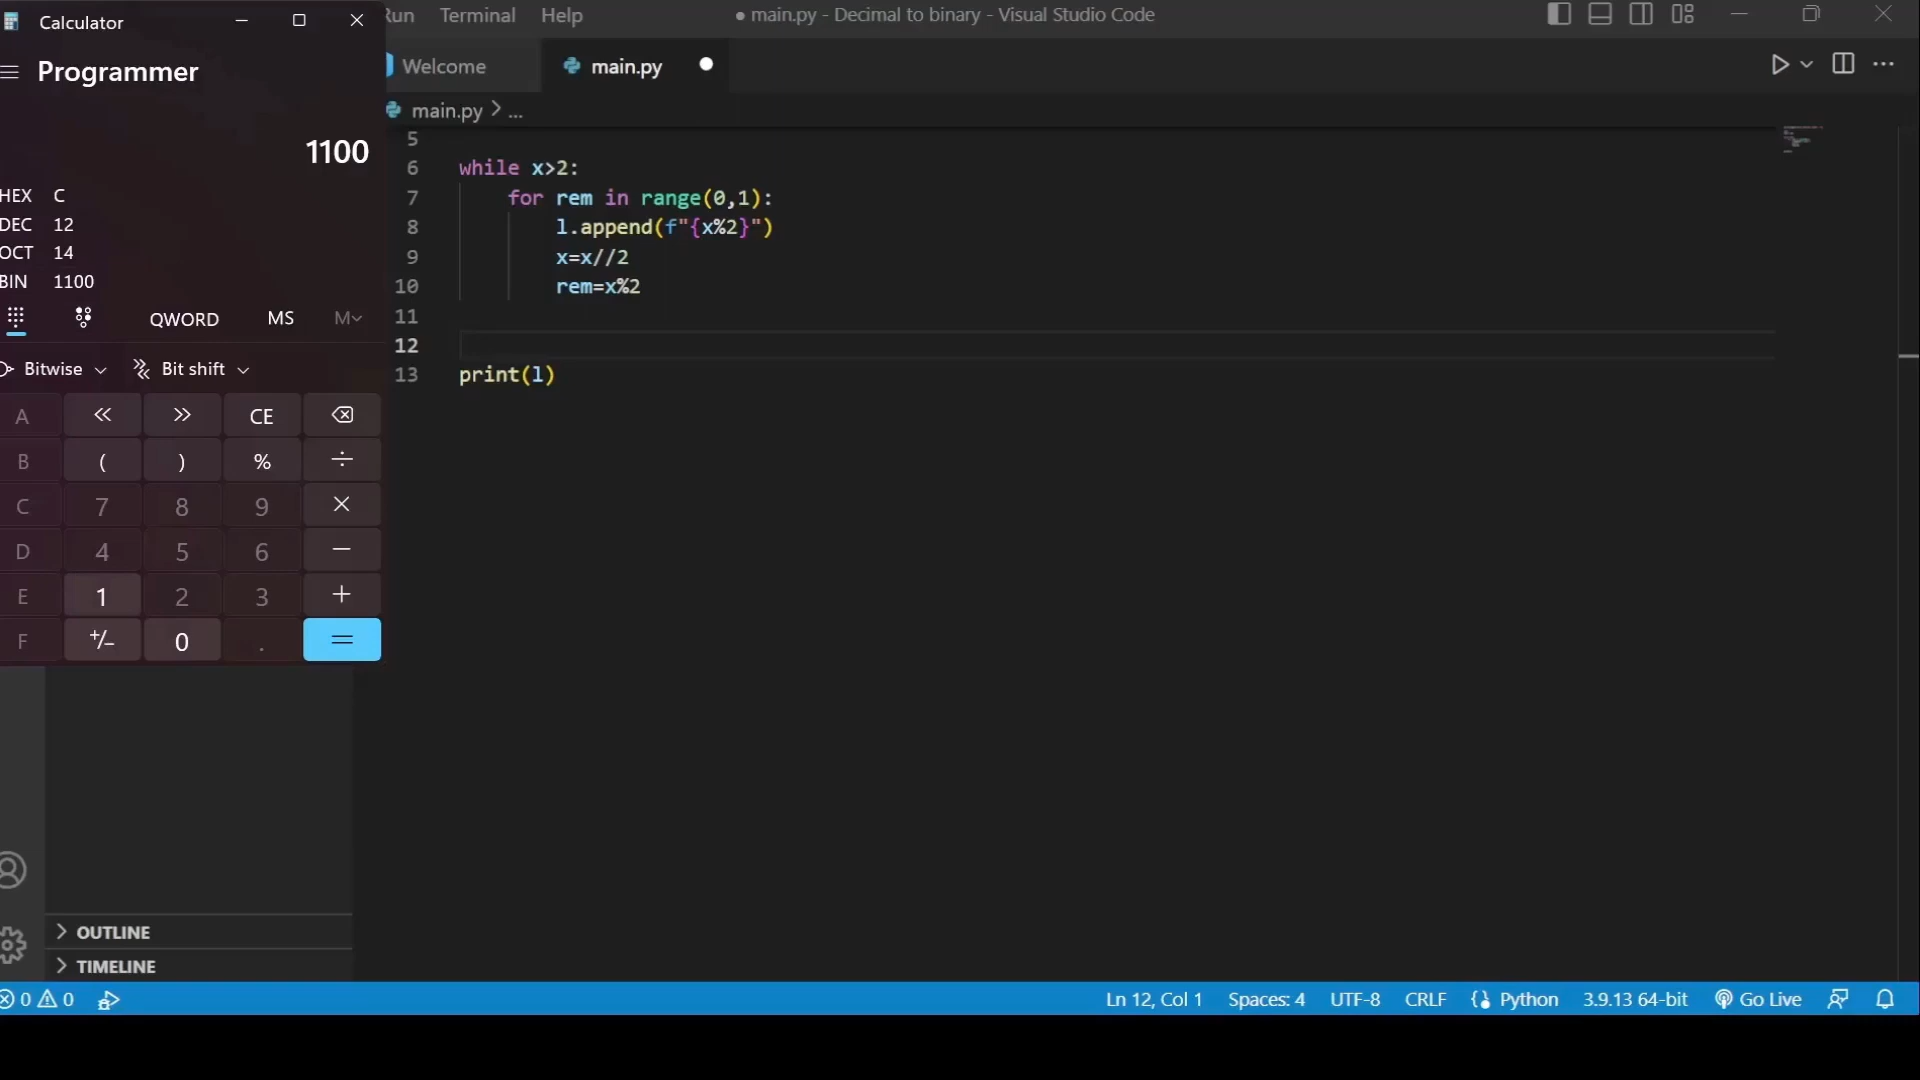 Calculator
Programmer
1100
HEX C
DEC 12
OCT 14
BIN 1100
QWORD MS M
Bitwise Bit shift
A << >> CE
B ( ) % ÷
C 7 8 9 ×
D 4 5 6 −
E 1 2 3 +
F +/− 0 . =
Run Terminal Help
● main.py - Decimal to binary - Visual Studio Code
Welcome main.py
main.py > ...
5
6 while x>2:
7 for rem in range(0,1):
8 l.append(f"{x%2}")
9 x=x//2
10 rem=x%2
11
12
13 print(l)
OUTLINE
TIMELINE
0 0
Ln 12, Col 1 Spaces: 4 UTF-8 CRLF Python 3.9.13 64-bit Go Live